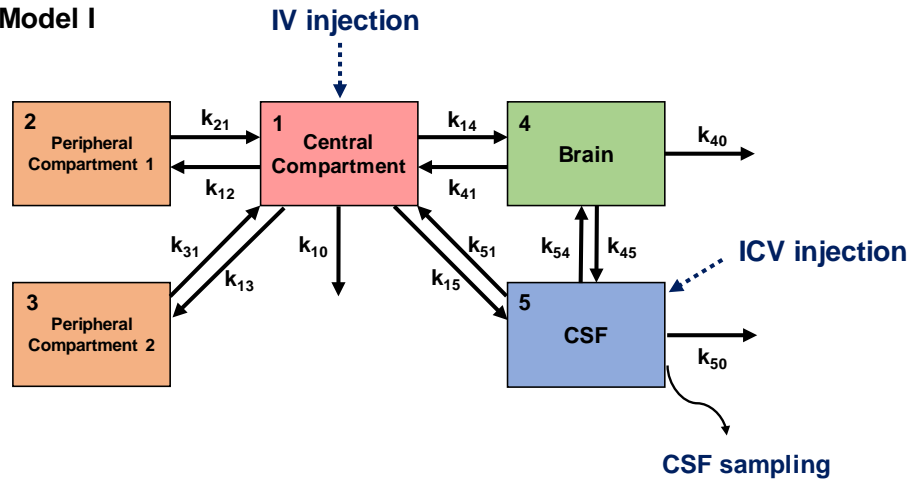 Model I
IV injection
2
Peripheral
Compartment 1
k21
k12
1
Central
Compartment
k14
k41
4
Brain
k40
k31
k13
k10
k51
k15
k54
k45
ICV injection
3
Peripheral
Compartment 2
5
CSF
k50
CSF sampling